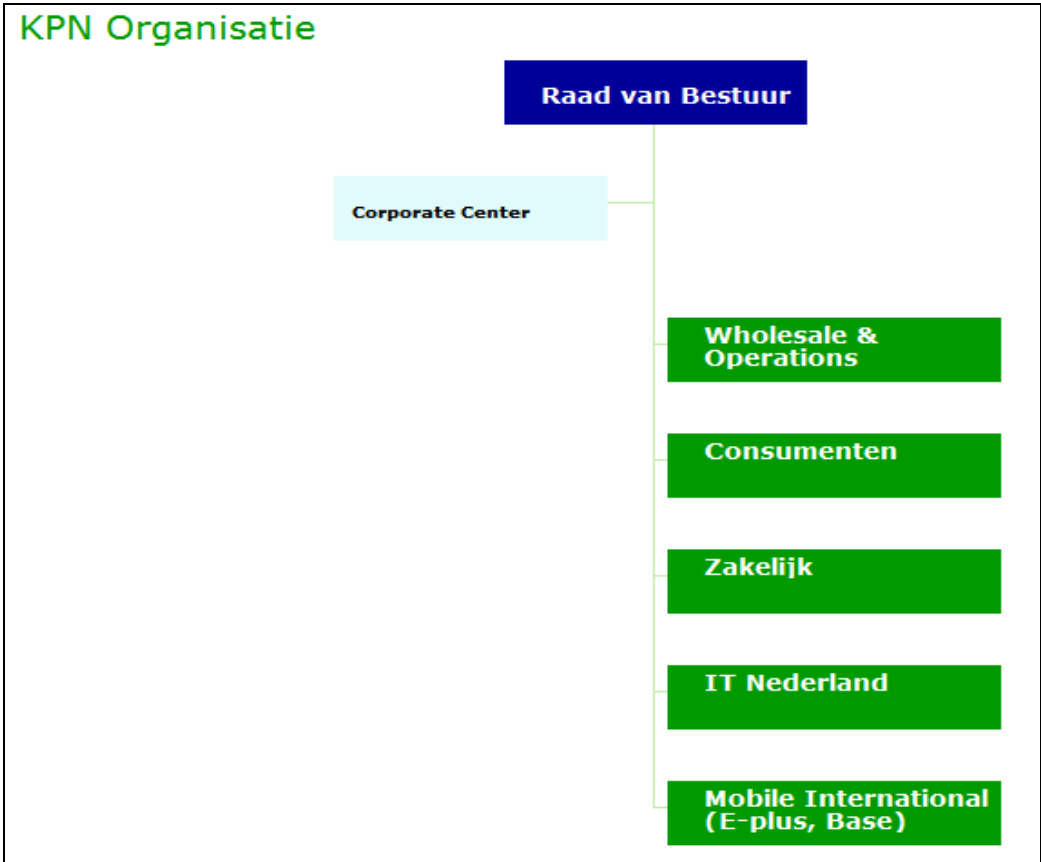 KPN Organisatie
Raad van Bestuur
Corporate Center
Wholesale &
Operations
Consumenten
Zakelijk
IT Nederland
Mobile International
(E-plus, Base)